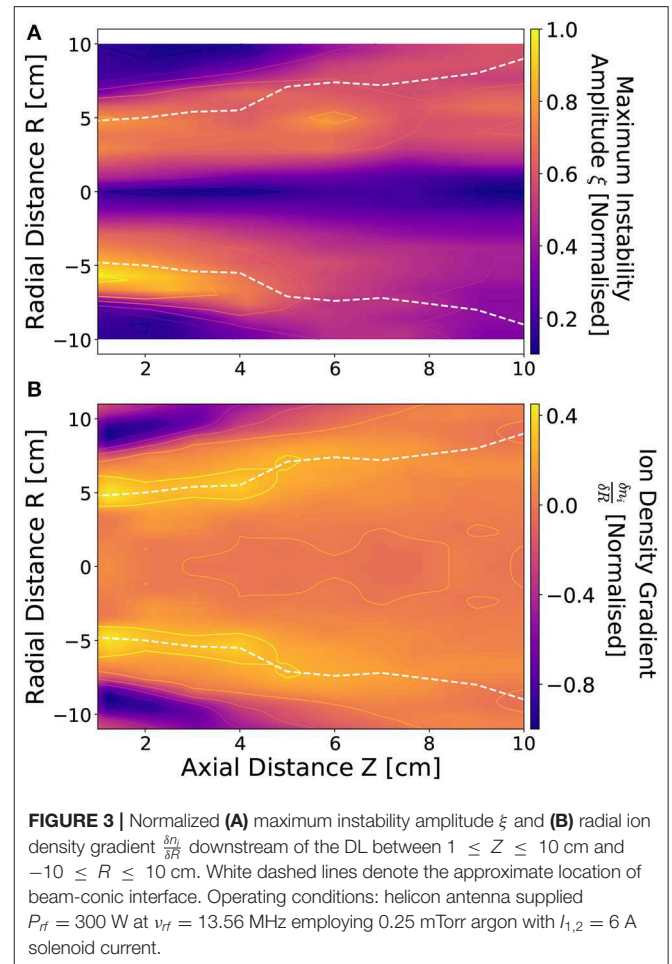 A
10
5
0
−5
−10
Radial Distance R [cm]
2
4
6
8
10
1.0
0.8
0.6
0.4
0.2
Maximum Instability
Amplitude ξ [Normalised]
B
10
5
0
−5
−10
Radial Distance R [cm]
2
4
6
8
10
Axial Distance Z [cm]
0.4
0.0
−0.4
−0.8
Ion Density Gradient
δnᵢ/δR [Normalised]
FIGURE 3 | Normalized (A) maximum instability amplitude ξ and (B) radial ion
density gradient δnᵢ/δR downstream of the DL between 1 ≤ Z ≤ 10 cm and
−10 ≤ R ≤ 10 cm. White dashed lines denote the approximate location of
beam-conic interface. Operating conditions: helicon antenna supplied
P_rf = 300 W at ν_rf = 13.56 MHz employing 0.25 mTorr argon with I_1,2 = 6 A
solenoid current.